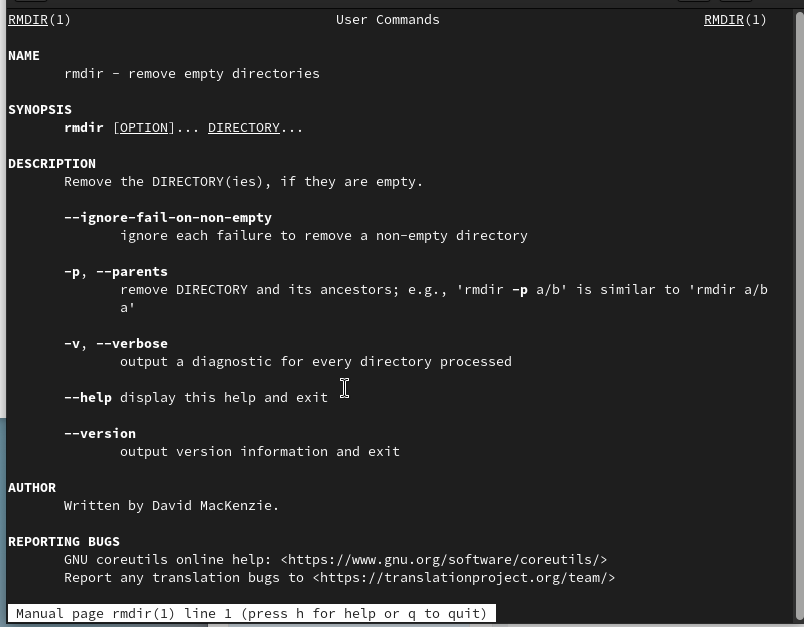 RMDIR(1) User Commands RMDIR(1)
NAME
rmdir - remove empty directories
SYNOPSIS
rmdir [OPTION]... DIRECTORY...
DESCRIPTION
Remove the DIRECTORY(ies), if they are empty.
--ignore-fail-on-non-empty
ignore each failure to remove a non-empty directory
-p, --parents
remove DIRECTORY and its ancestors; e.g., 'rmdir -p a/b' is similar to 'rmdir a/b
a'
-v, --verbose
output a diagnostic for every directory processed
--help display this help and exit
--version
output version information and exit
AUTHOR
Written by David MacKenzie.
REPORTING BUGS
GNU coreutils online help: <https://www.gnu.org/software/coreutils/>
Report any translation bugs to <https://translationproject.org/team/>
Manual page rmdir(1) line 1 (press h for help or q to quit)